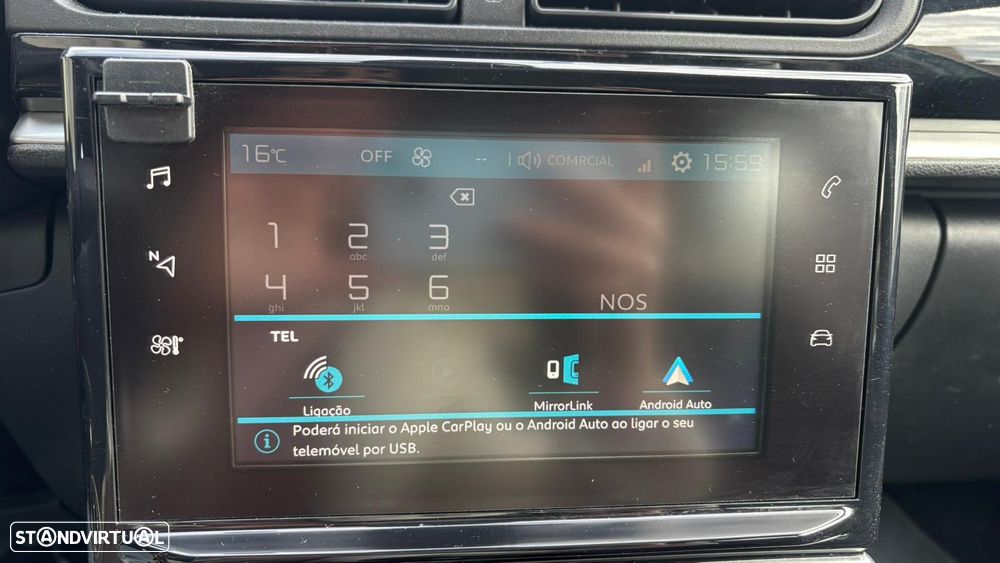 16°C OFF -- COMRCIAL 15:59
N
1 2 3
abc def
4 5 6
ghi jkl mno
NOS
TEL
Ligação MirrorLink Android Auto
i Poderá iniciar o Apple CarPlay ou o Android Auto ao ligar o seu
telemóvel por USB.
STANDVIRTUAL